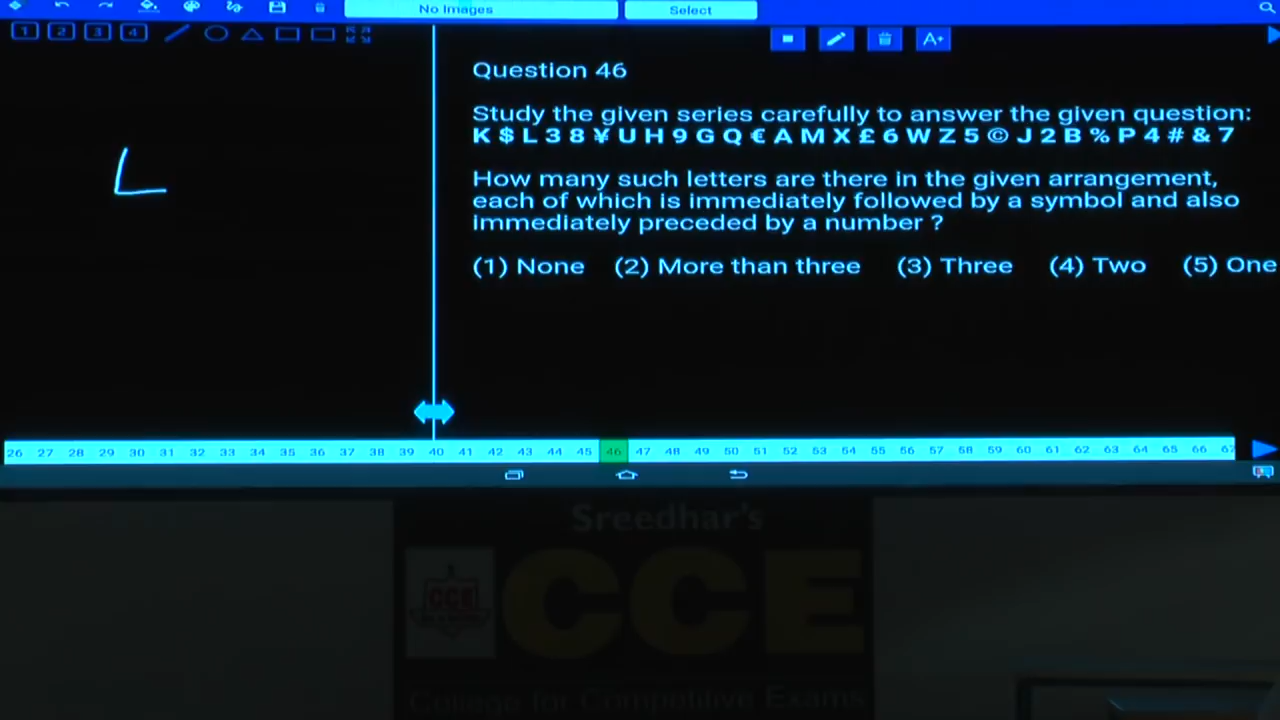 No Images
Select
1 2 3 4
A+
Question 46
Study the given series carefully to answer the given question:
K $ L 3 8 ¥ U H 9 G Q € A M X £ 6 W Z 5 © J 2 B % P 4 # & 7
How many such letters are there in the given arrangement,
each of which is immediately followed by a symbol and also
immediately preceded by a number ?
(1) None (2) More than three (3) Three (4) Two (5) One
L
26 27 28 29 30 31 32 33 34 35 36 37 38 39 40 41 42 43 44 45 46 47 48 49 50 51 52 53 54 55 56 57 58 59 60 61 62 63 64 65 66 67
Sreedhar's
CCE
CCE
College for Competitive Exams